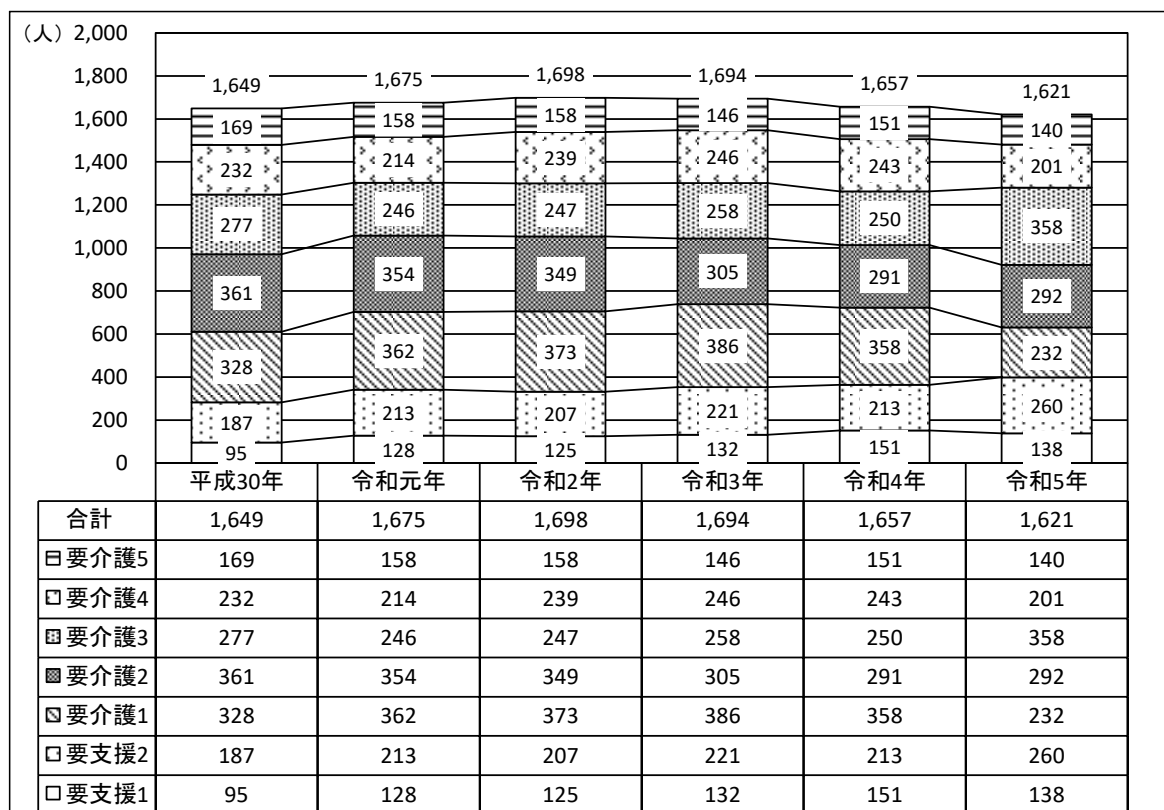 （人）
2,000
1,800
1,600
1,400
1,200
1,000
800
600
400
200
0
1,649 1,675 1,698 1,694 1,657 1,621
169 158 158 146 151 140
232 214 239 246 243 201
277 246 247 258 250 358
361 354 349 305 291 292
328 362 373 386 358 232
187 213 207 221 213 260
95 128 125 132 151 138
平成30年 令和元年 令和2年 令和3年 令和4年 令和5年
合計 1,649 1,675 1,698 1,694 1,657 1,621
要介護5 169 158 158 146 151 140
要介護4 232 214 239 246 243 201
要介護3 277 246 247 258 250 358
要介護2 361 354 349 305 291 292
要介護1 328 362 373 386 358 232
要支援2 187 213 207 221 213 260
要支援1 95 128 125 132 151 138